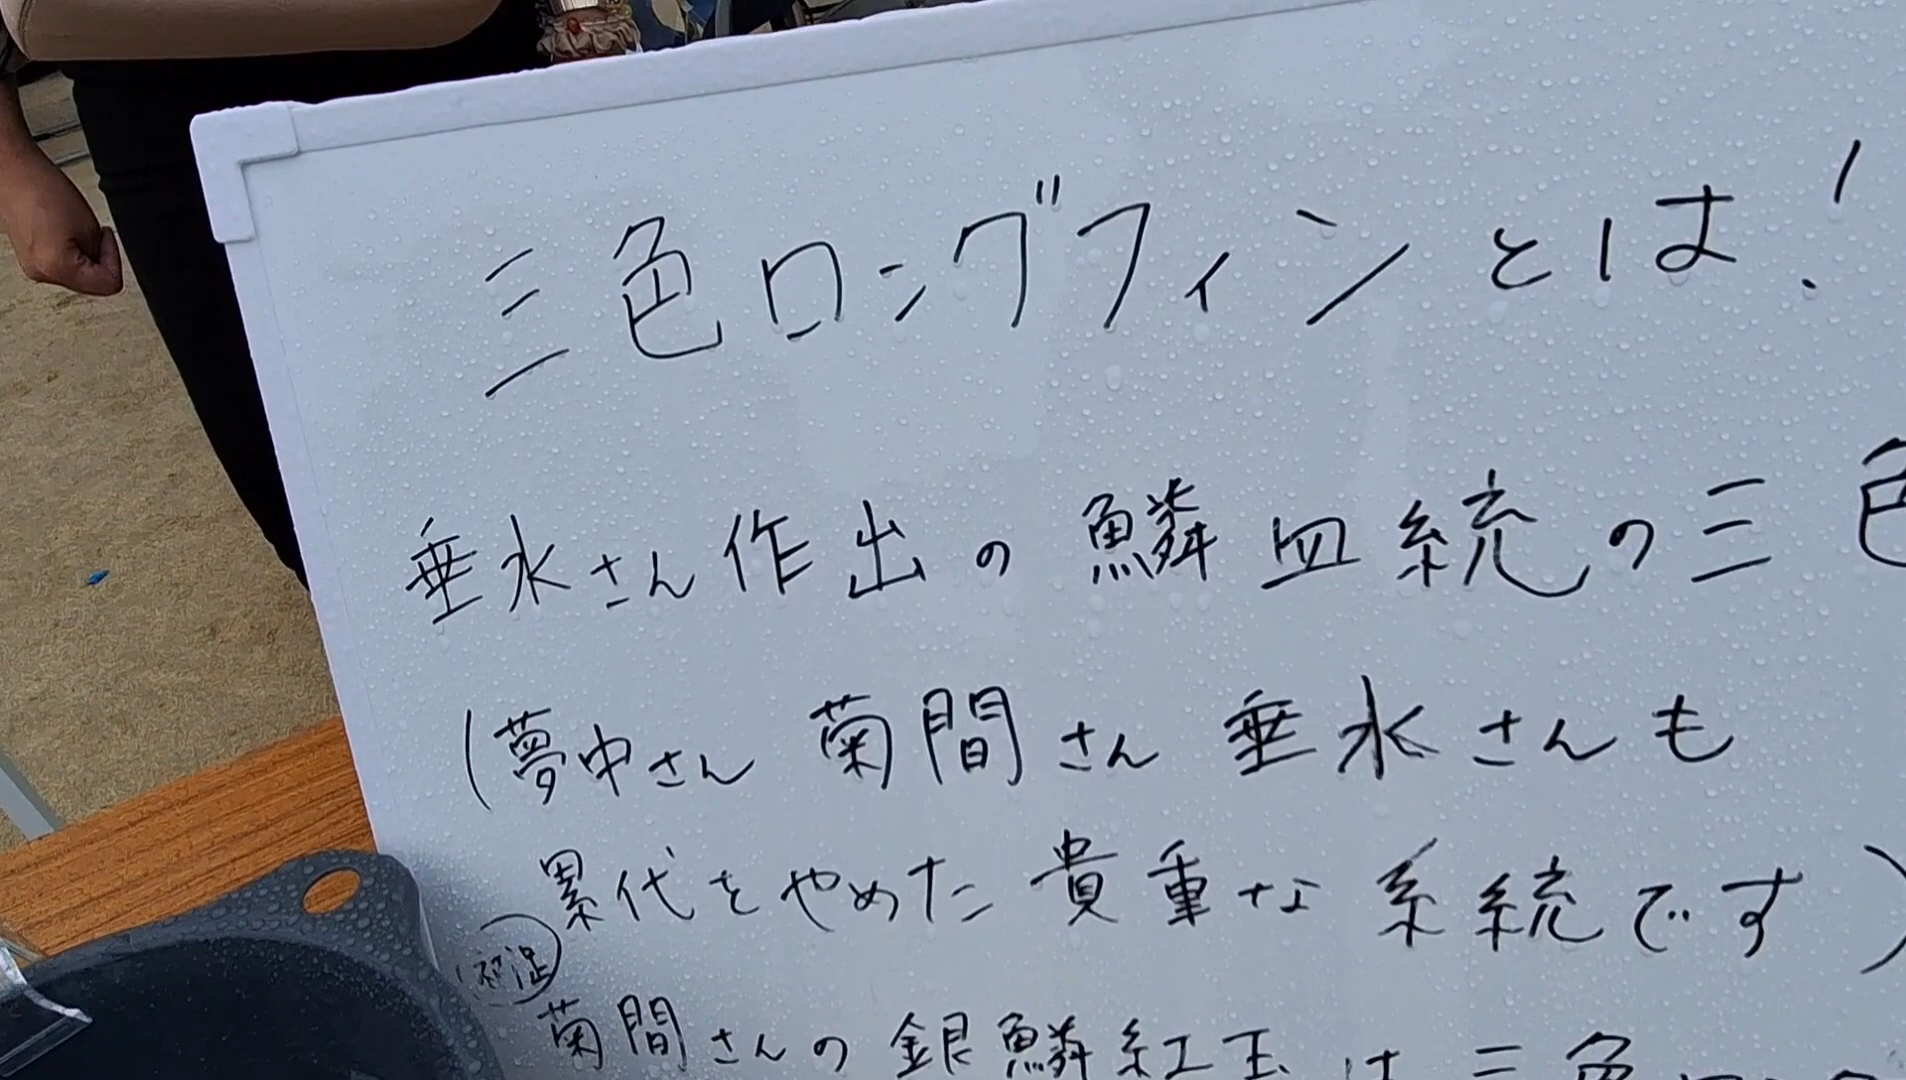 三色ロングフィンとは!
垂水さん作出の鱗血統の三色
(夢中さん 菊間さん 垂水さんも
累代をやめた貴重な系統です)
菊間さんの銀鱗紅玉は三色